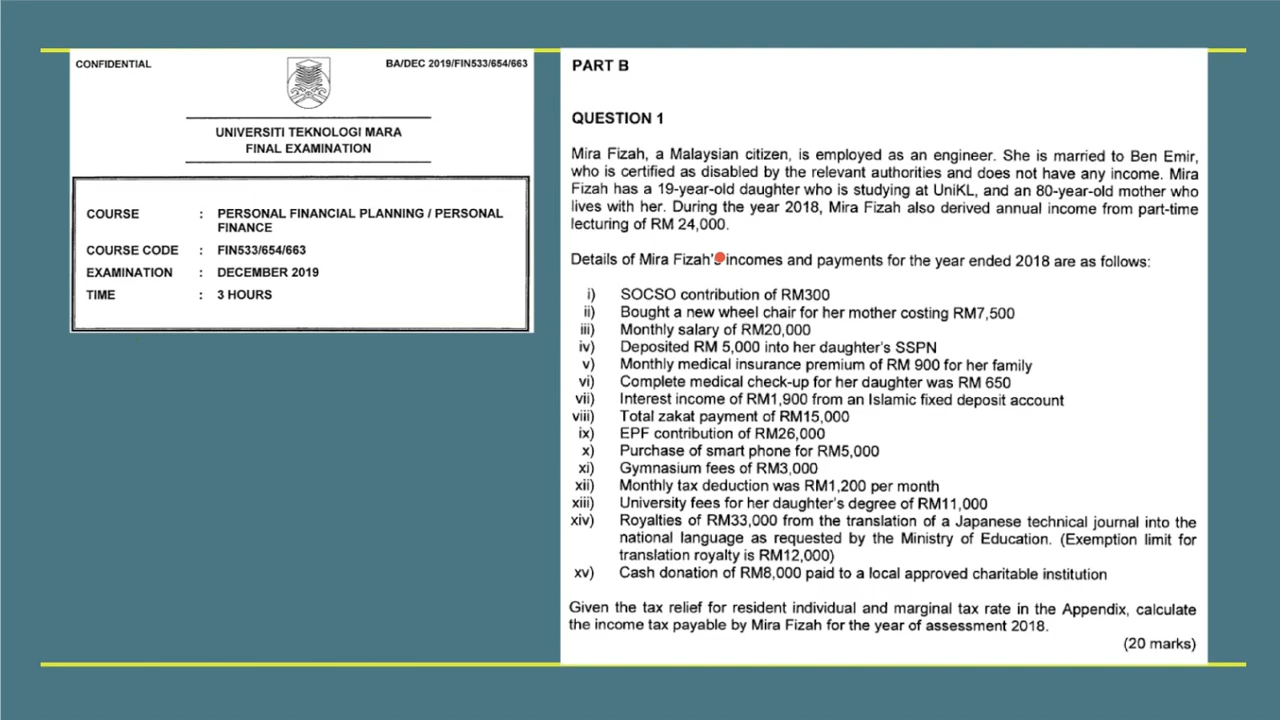 CONFIDENTIAL
BA/DEC 2019/FIN533/654/663
UNIVERSITI TEKNOLOGI MARA
FINAL EXAMINATION
COURSE : PERSONAL FINANCIAL PLANNING / PERSONAL
FINANCE
COURSE CODE : FIN533/654/663
EXAMINATION : DECEMBER 2019
TIME : 3 HOURS
PART B
QUESTION 1
Mira Fizah, a Malaysian citizen, is employed as an engineer. She is married to Ben Emir,
who is certified as disabled by the relevant authorities and does not have any income. Mira
Fizah has a 19-year-old daughter who is studying at UniKL, and an 80-year-old mother who
lives with her. During the year 2018, Mira Fizah also derived annual income from part-time
lecturing of RM 24,000.
Details of Mira Fizah's incomes and payments for the year ended 2018 are as follows:
i) SOCSO contribution of RM300
ii) Bought a new wheel chair for her mother costing RM7,500
iii) Monthly salary of RM20,000
iv) Deposited RM 5,000 into her daughter's SSPN
v) Monthly medical insurance premium of RM 900 for her family
vi) Complete medical check-up for her daughter was RM 650
vii) Interest income of RM1,900 from an Islamic fixed deposit account
viii) Total zakat payment of RM15,000
ix) EPF contribution of RM26,000
x) Purchase of smart phone for RM5,000
xi) Gymnasium fees of RM3,000
xii) Monthly tax deduction was RM1,200 per month
xiii) University fees for her daughter's degree of RM11,000
xiv) Royalties of RM33,000 from the translation of a Japanese technical journal into the
national language as requested by the Ministry of Education. (Exemption limit for
translation royalty is RM12,000)
xv) Cash donation of RM8,000 paid to a local approved charitable institution
Given the tax relief for resident individual and marginal tax rate in the Appendix, calculate
the income tax payable by Mira Fizah for the year of assessment 2018.
(20 marks)